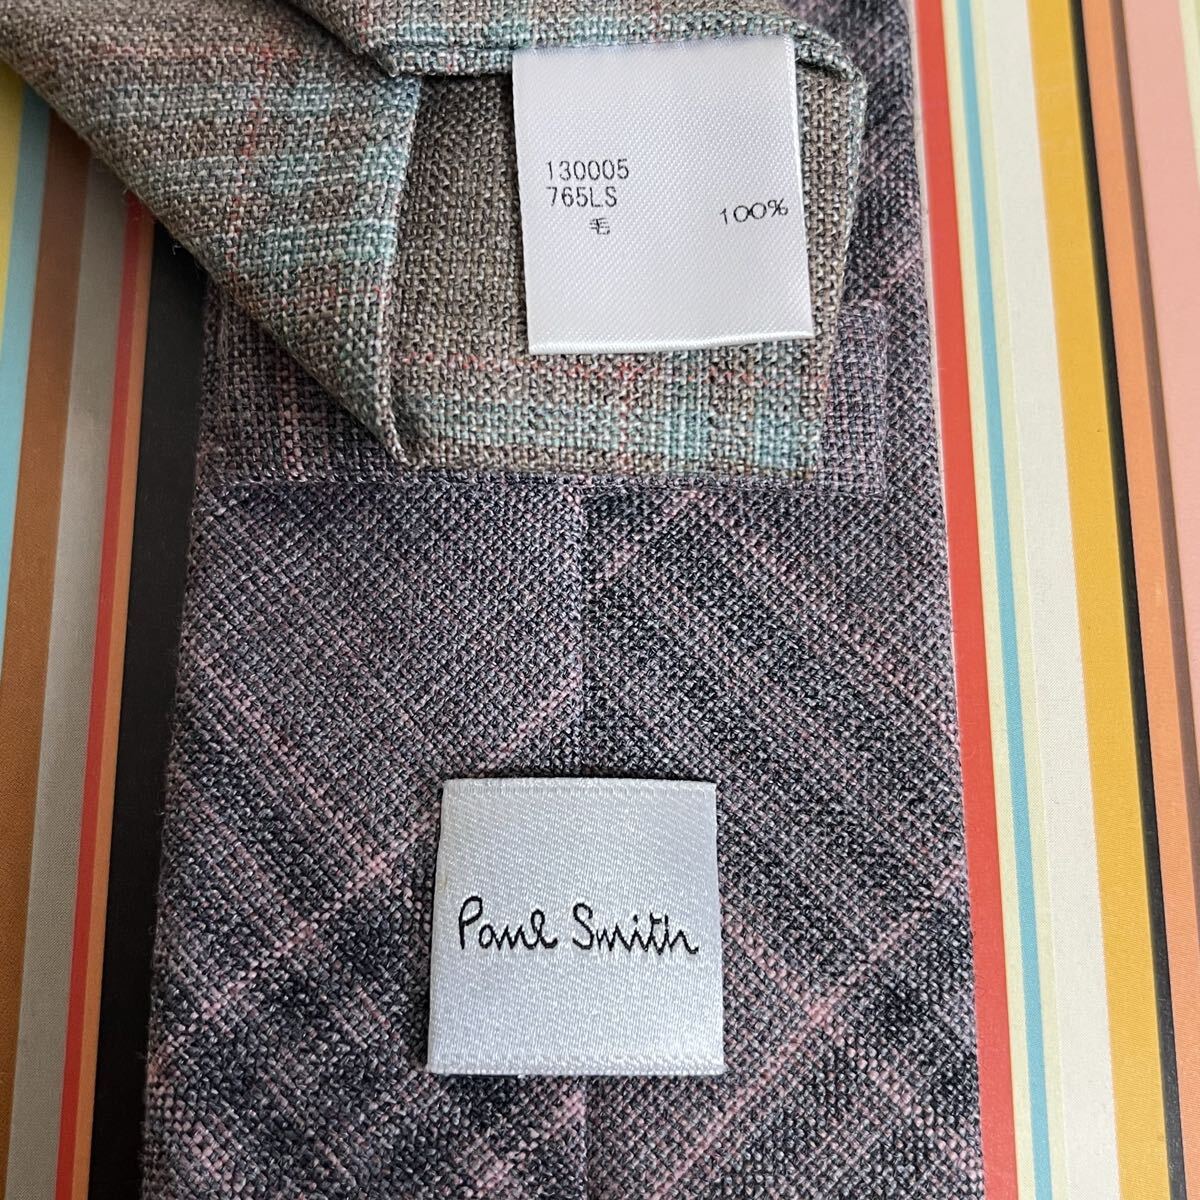 130005
765LS
毛 100%
Paul Smith